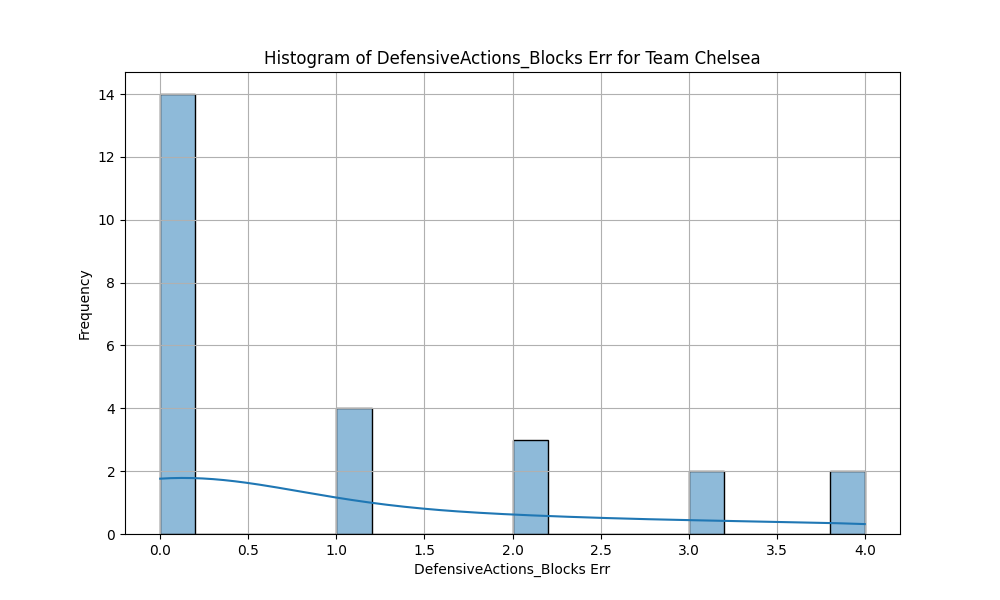 Histogram of DefensiveActions_Blocks Err for Team Chelsea
Frequency
14
12
10
8
6
4
2
0
0.0 0.5 1.0 1.5 2.0 2.5 3.0 3.5 4.0
DefensiveActions_Blocks Err